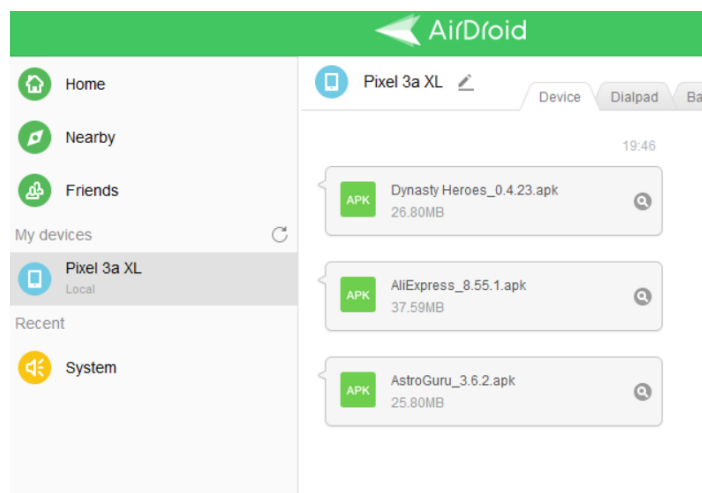 AirDroid
Home
Nearby
Friends
My devices
Pixel 3a XL
Local
Recent
System
Pixel 3a XL
Device Dialpad Ba
19:46
APK
Dynasty Heroes_0.4.23.apk
26.80MB
APK
AliExpress_8.55.1.apk
37.59MB
APK
AstroGuru_3.6.2.apk
25.80MB